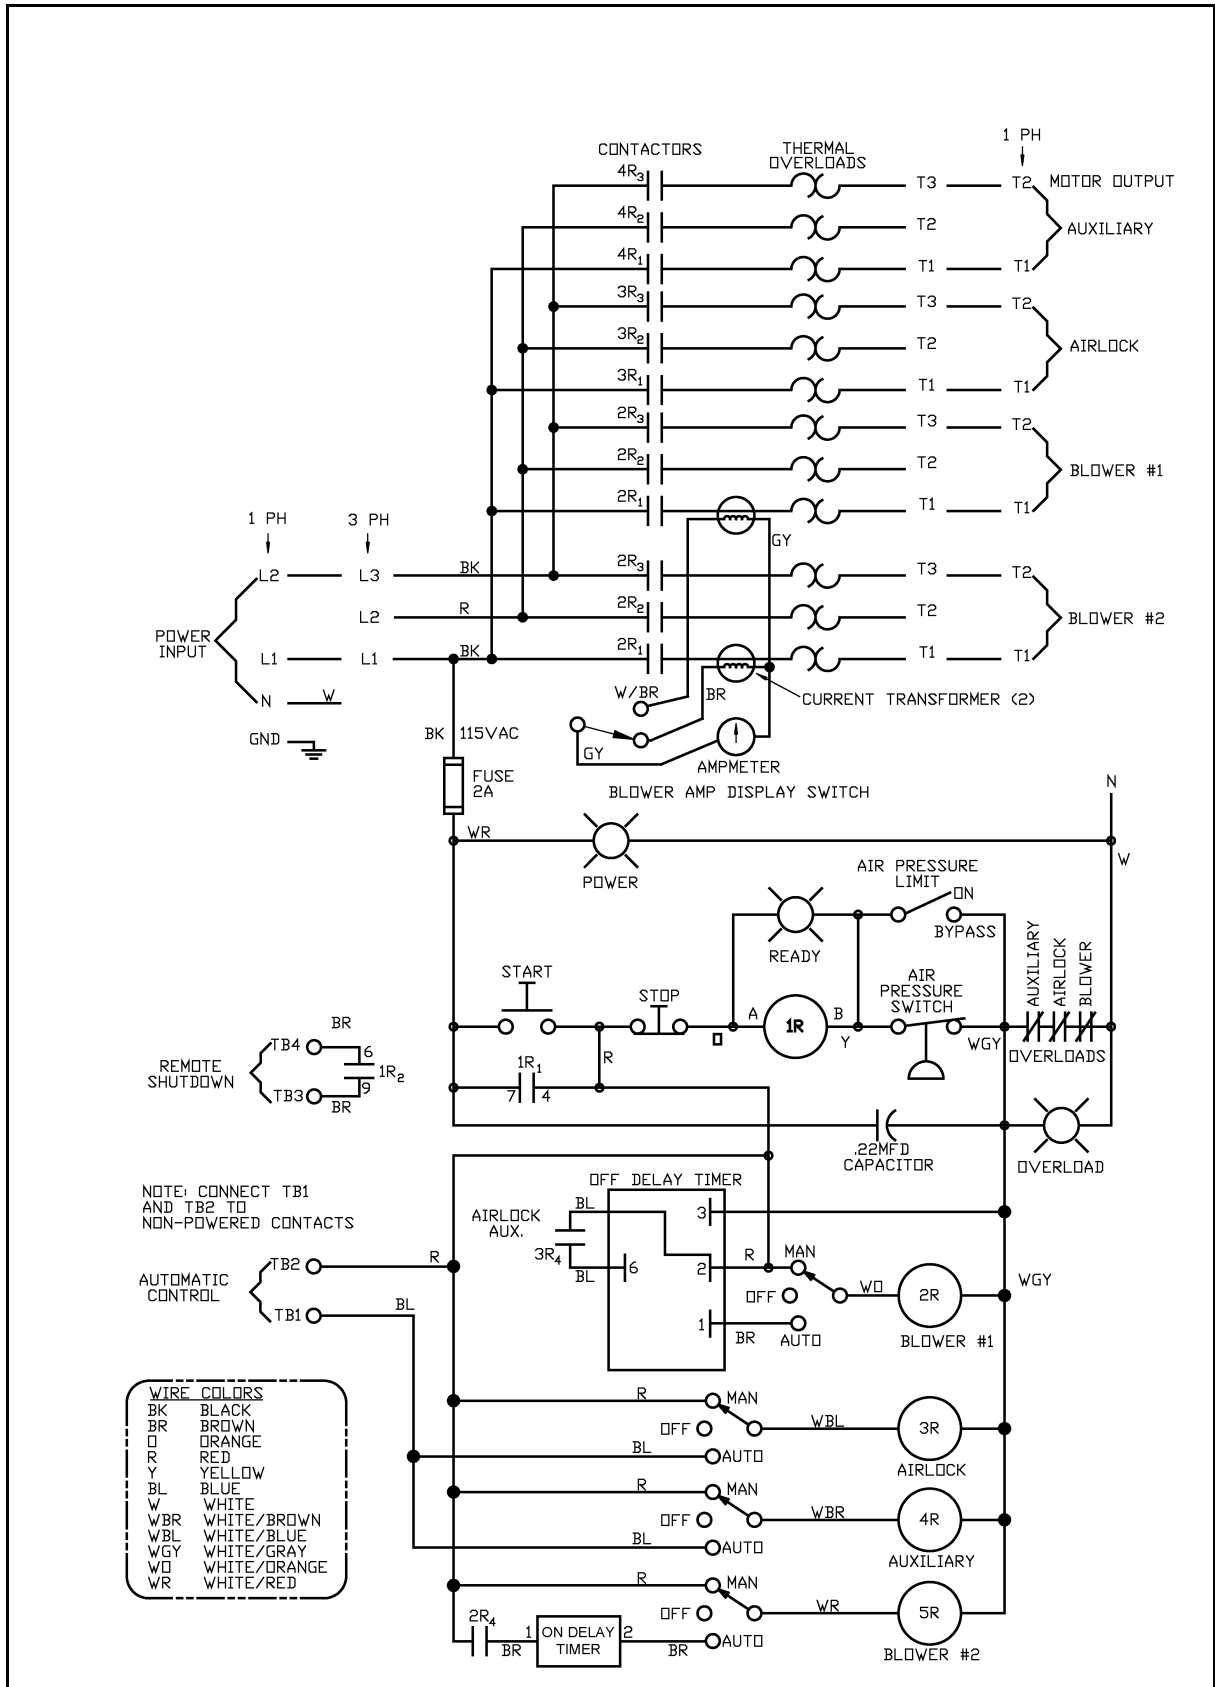 1 PH
CONTACTORS
THERMAL
OVERLOADS
4R3
T3
T2
MOTOR OUTPUT
4R2
T2
AUXILIARY
4R1
T1
T1
3R3
T3
T2
3R2
T2
AIRLOCK
3R1
T1
T1
2R3
T3
T2
2R2
T2
BLOWER #1
2R1
T1
T1
GY
1 PH
3 PH
L2
L3
BK
2R3
T3
T2
L2
R
2R2
T2
BLOWER #2
POWER
INPUT
L1
L1
BK
2R1
T1
T1
N
W
W/BR
BR
CURRENT TRANSFORMER (2)
GND
BK
115VAC
GY
AMPMETER
FUSE
2A
BLOWER AMP DISPLAY SWITCH
N
WR
POWER
W
AIR PRESSURE
LIMIT
ON
BYPASS
READY
START
STOP
AIR
PRESSURE
SWITCH
AUXILIARY
AIRLOCK
BLOWER
A
1R
B
O
Y
WGY
OVERLOADS
BR
TB4
6
REMOTE
SHUTDOWN
1R2
TB3
9
BR
1R1
7
4
R
.22MFD
CAPACITOR
OVERLOAD
NOTE: CONNECT TB1
AND TB2 TO
NON-POWERED CONTACTS
OFF DELAY TIMER
BL
3
AIRLOCK
AUX.
3R4
BL
6
2
R
MAN
OFF
WO
2R
BLOWER #1
WGY
1
BR
AUTO
R
TB2
AUTOMATIC
CONTROL
TB1
BL
WIRE COLORS
BK BLACK
BR BROWN
O ORANGE
R RED
Y YELLOW
BL BLUE
W WHITE
WBR WHITE/BROWN
WBL WHITE/BLUE
WGY WHITE/GRAY
WO WHITE/ORANGE
WR WHITE/RED
R
MAN
OFF
WBL
3R
BL
AUTO
AIRLOCK
R
MAN
OFF
WBR
4R
BL
AUTO
AUXILIARY
R
MAN
OFF
WR
5R
2R4
BR
1
ON DELAY
TIMER
2
BR
AUTO
BLOWER #2